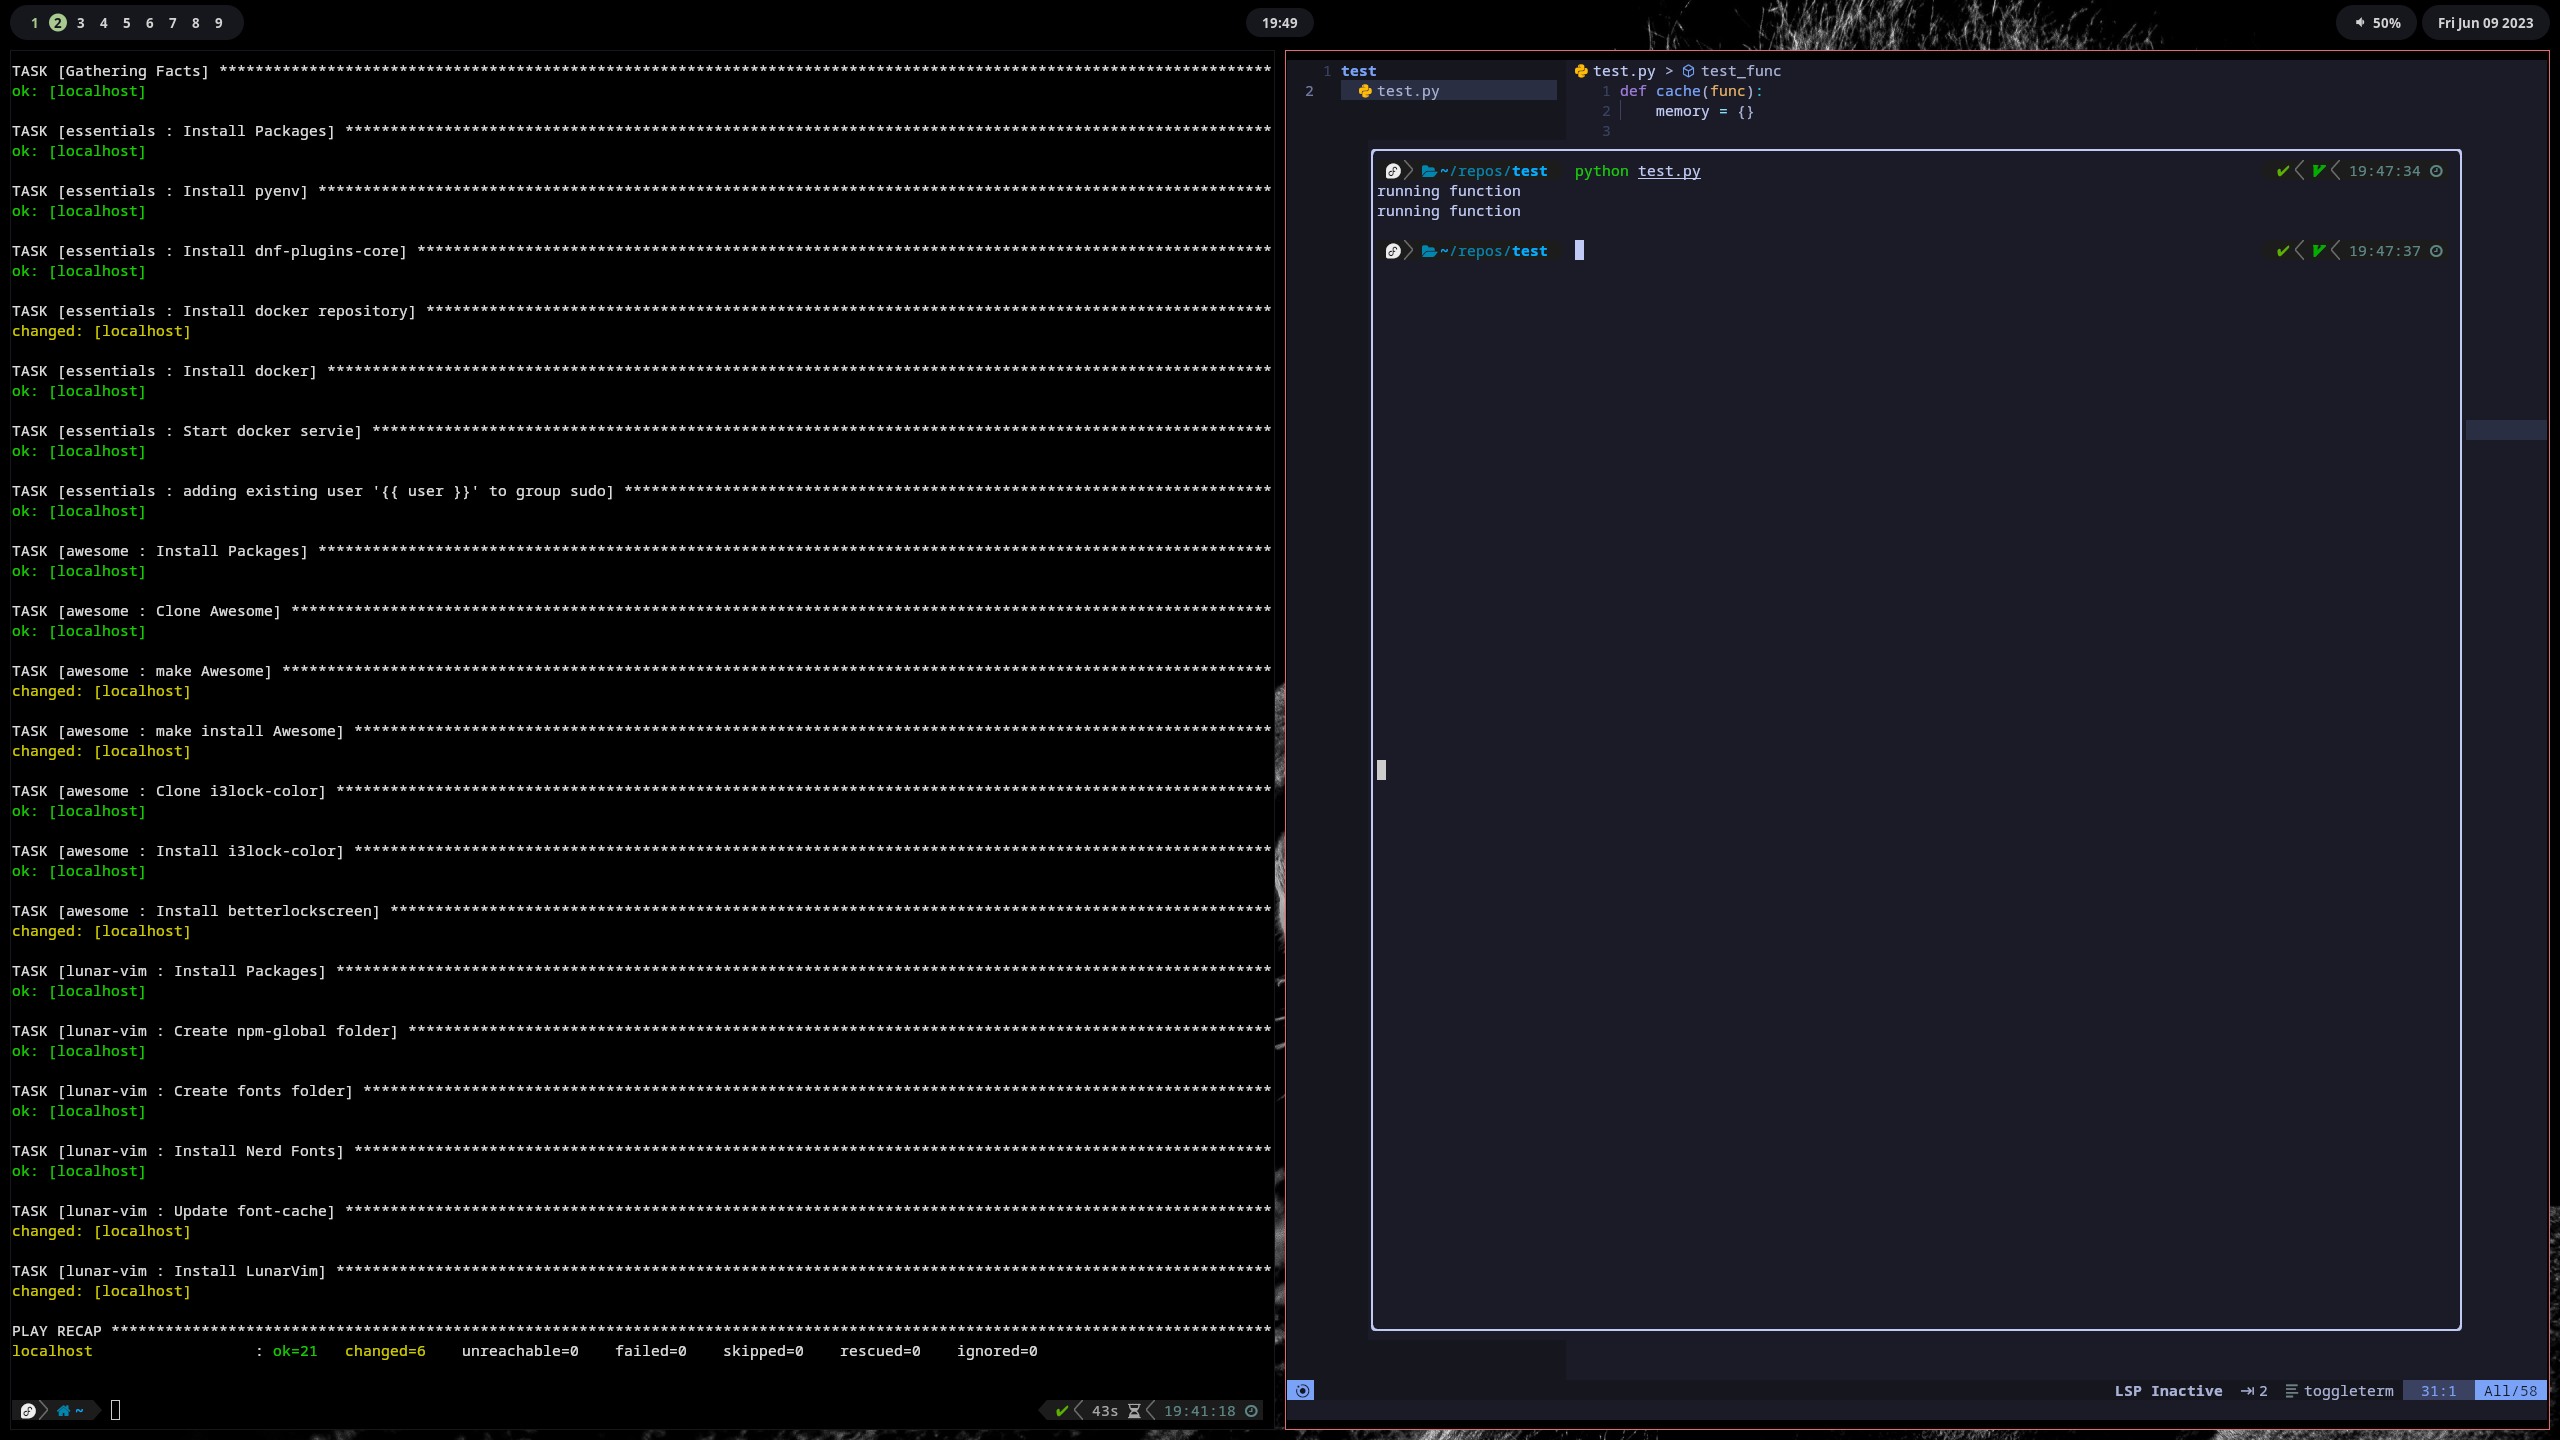 1 2 3 4 5 6 7 8 9
19:49
50%
Fri Jun 09 2023
TASK [Gathering Facts] *********************************************************************************************************************
ok: [localhost]
TASK [essentials : Install Packages] *******************************************************************************************************
ok: [localhost]
TASK [essentials : Install pyenv] **********************************************************************************************************
ok: [localhost]
TASK [essentials : Install dnf-plugins-core] ***********************************************************************************************
ok: [localhost]
TASK [essentials : Install docker repository] **********************************************************************************************
changed: [localhost]
TASK [essentials : Install docker] *********************************************************************************************************
ok: [localhost]
TASK [essentials : Start docker servie] ****************************************************************************************************
ok: [localhost]
TASK [essentials : adding existing user '{{ user }}' to group sudo] ************************************************************************
ok: [localhost]
TASK [awesome : Install Packages] **********************************************************************************************************
ok: [localhost]
TASK [awesome : Clone Awesome] *************************************************************************************************************
ok: [localhost]
TASK [awesome : make Awesome] **************************************************************************************************************
changed: [localhost]
TASK [awesome : make install Awesome] ******************************************************************************************************
changed: [localhost]
TASK [awesome : Clone i3lock-color] ********************************************************************************************************
ok: [localhost]
TASK [awesome : Install i3lock-color] ******************************************************************************************************
ok: [localhost]
TASK [awesome : Install betterlockscreen] **************************************************************************************************
changed: [localhost]
TASK [lunar-vim : Install Packages] ********************************************************************************************************
ok: [localhost]
TASK [lunar-vim : Create npm-global folder] ************************************************************************************************
ok: [localhost]
TASK [lunar-vim : Create fonts folder] *****************************************************************************************************
ok: [localhost]
TASK [lunar-vim : Install Nerd Fonts] ******************************************************************************************************
ok: [localhost]
TASK [lunar-vim : Update font-cache] *******************************************************************************************************
changed: [localhost]
TASK [lunar-vim : Install LunarVim] ********************************************************************************************************
changed: [localhost]
PLAY RECAP *********************************************************************************************************************************
localhost : ok=21 changed=6 unreachable=0 failed=0 skipped=0 rescued=0 ignored=0
~ 43s 19:41:18
1 test
2 test.py
test.py > test_func
1 def cache(func):
2 memory = {}
3
~/repos/test python test.py 19:47:34
running function
running function
~/repos/test 19:47:37
LSP Inactive 2 toggleterm 31:1 All/58